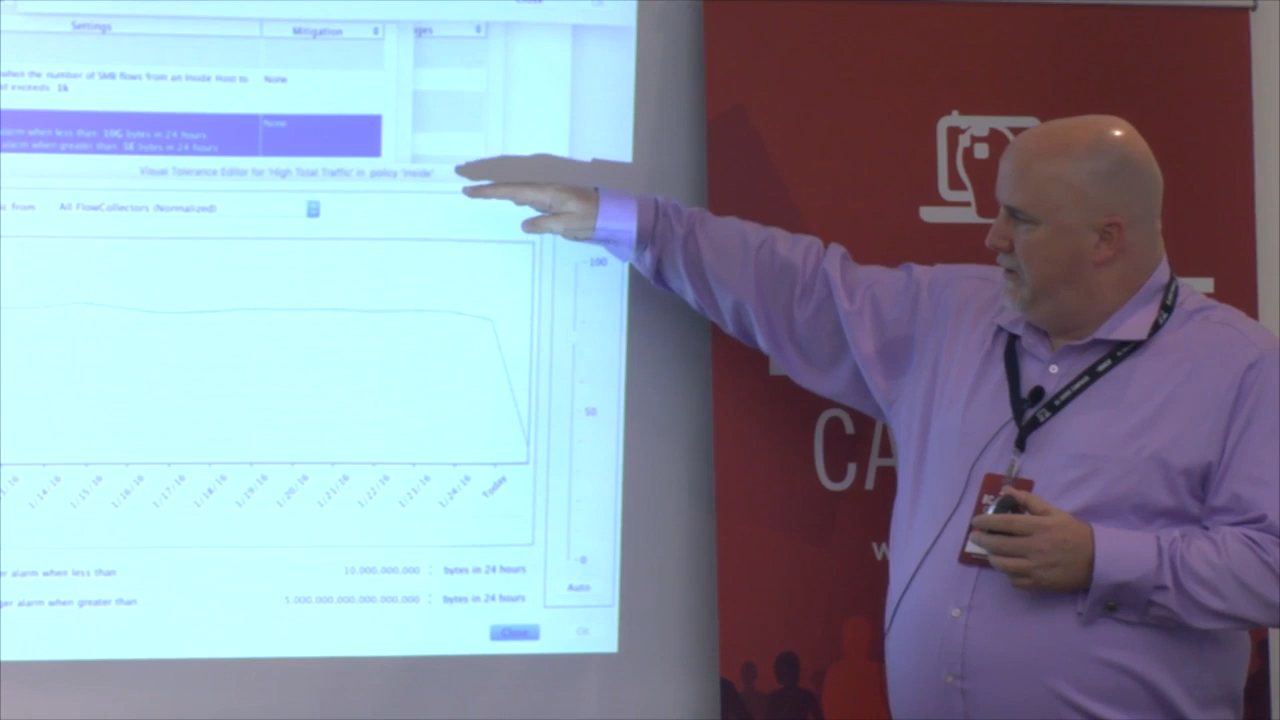 Settings
Mitigation
when the number of SMB flows from an Inside Host to
None
exceeds 1k
alarm when less than 10G bytes in 24 hours
None
alarm when greater than 5E bytes in 24 hours
Visual Tolerance Editor for 'High Total Traffic' in policy 'Inside'
from All FlowCollectors (Normalized)
100
50
0
1/14/16
1/15/16
1/16/16
1/17/16
1/18/16
1/19/16
1/20/16
1/21/16
1/22/16
1/23/16
1/24/16
Today
Auto
alarm when less than 10,000,000,000 bytes in 24 hours
ger alarm when greater than 5,000,000,000,000,000,000 bytes in 24 hours
Close
OK
CA
w